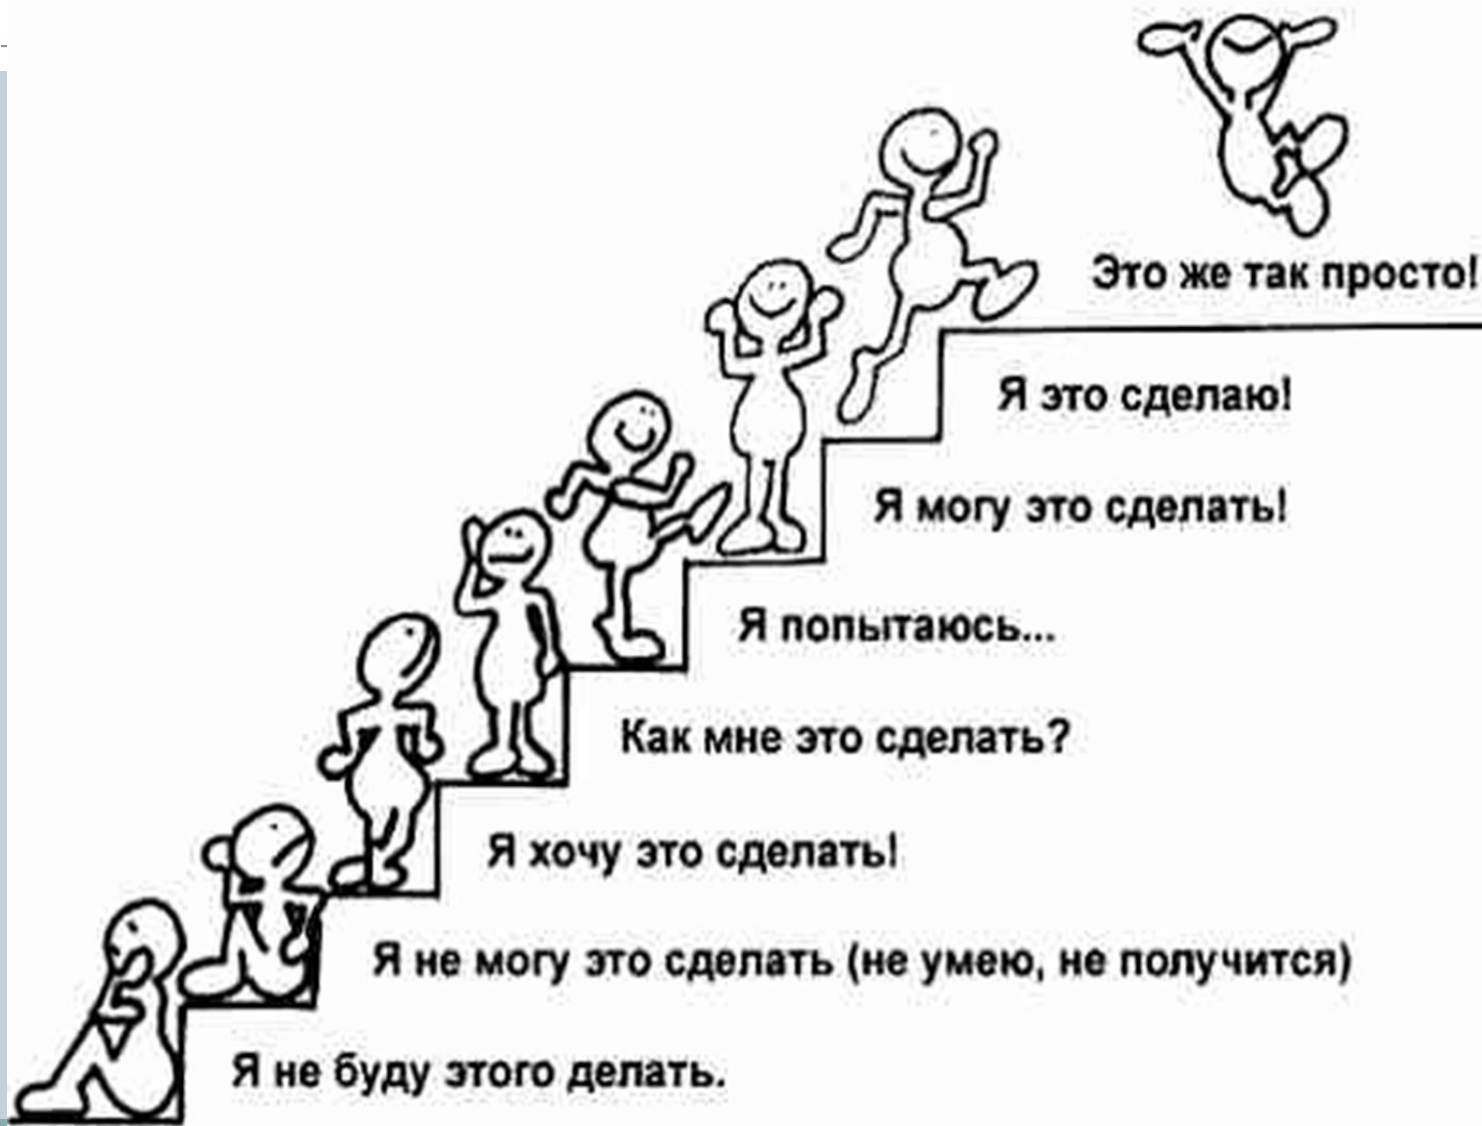 Это же так просто!
Я это сделаю!
Я могу это сделать!
Я попытаюсь...
Как мне это сделать?
Я хочу это сделать!
Я не могу это сделать (не умею, не получится)
Я не буду этого делать.